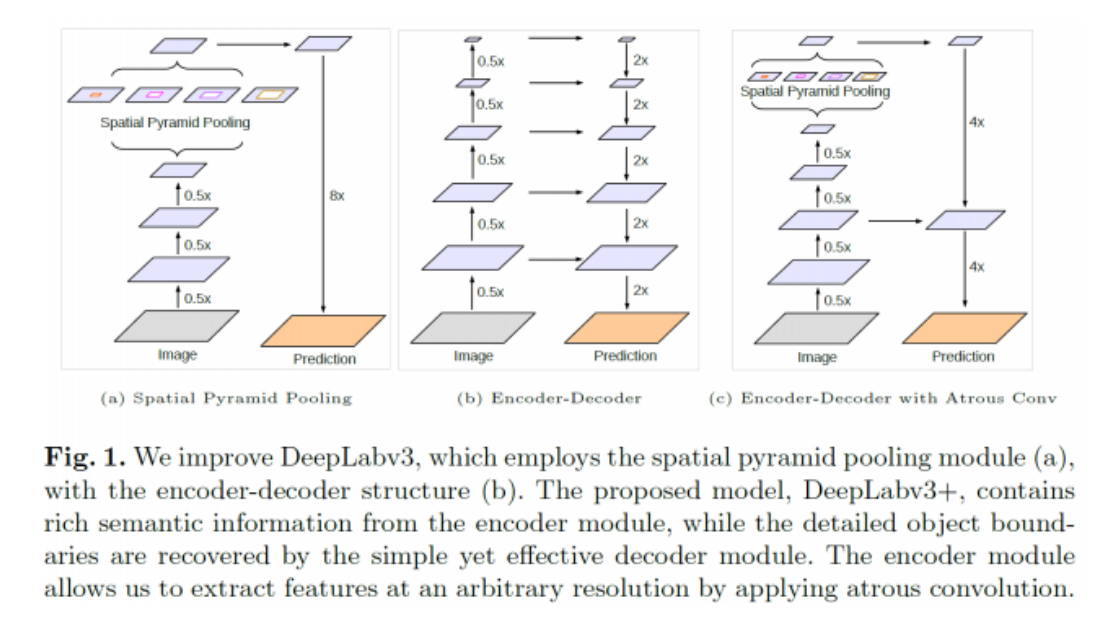 0.5x
2x
0.5x
2x
Spatial Pyramid Pooling
Spatial Pyramid Pooling
4x
0.5x
2x
0.5x
0.5x
8x
0.5x
2x
0.5x
0.5x
0.5x
2x
0.5x
4x
0.5x
0.5x
2x
0.5x
Image
Prediction
Image
Prediction
Image
Prediction
(a) Spatial Pyramid Pooling
(b) Encoder-Decoder
(c) Encoder-Decoder with Atrous Conv
Fig. 1. We improve DeepLabv3, which employs the spatial pyramid pooling module (a),
with the encoder-decoder structure (b). The proposed model, DeepLabv3+, contains
rich semantic information from the encoder module, while the detailed object bound-
aries are recovered by the simple yet effective decoder module. The encoder module
allows us to extract features at an arbitrary resolution by applying atrous convolution.